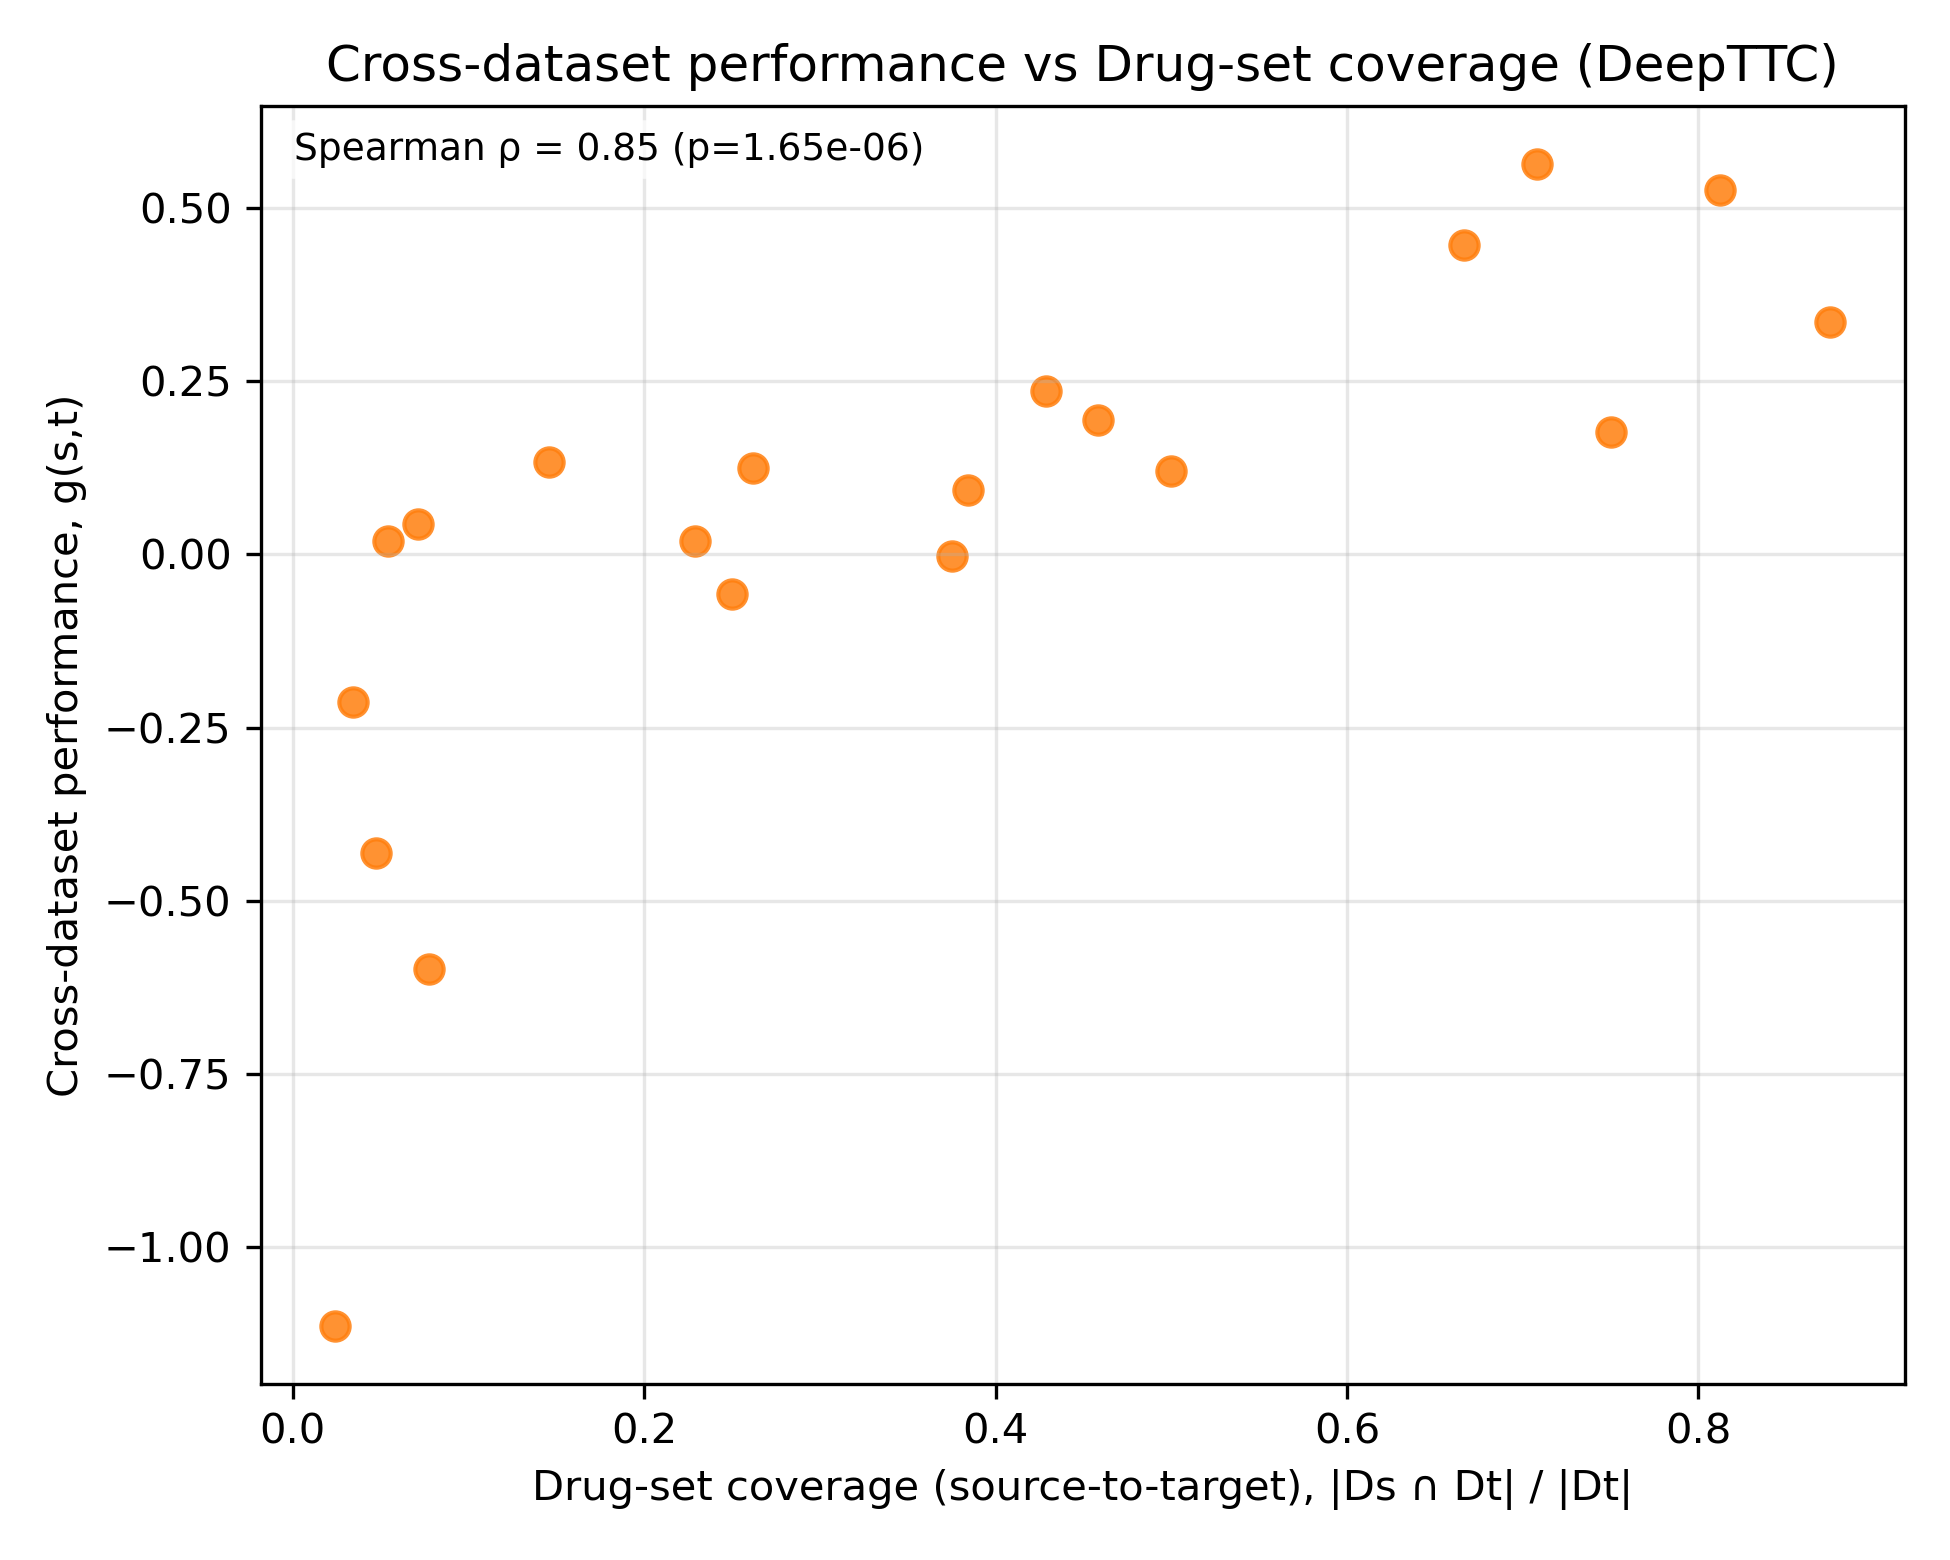 Cross-dataset performance vs Drug-set coverage (DeepTTC)
Spearman ρ = 0.85 (p=1.65e-06)
Cross-dataset performance, g(s,t)
0.50
0.25
0.00
−0.25
−0.50
−0.75
−1.00
0.0 0.2 0.4 0.6 0.8
Drug-set coverage (source-to-target), |Ds ∩ Dt| / |Dt|